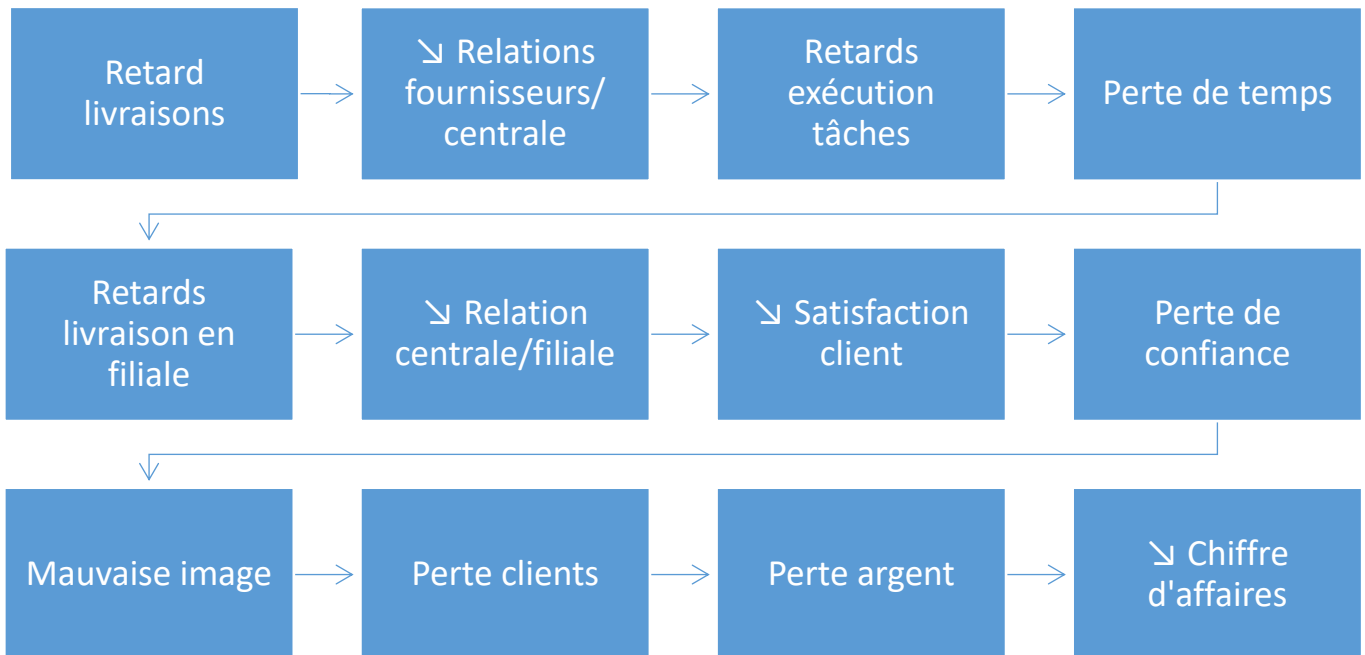 Retard
livraisons
↘ Relations
fournisseurs/
centrale
Retards
exécution
tâches
Perte de temps
Retards
livraison en
filiale
↘ Relation
centrale/filiale
↘ Satisfaction
client
Perte de
confiance
Mauvaise image
Perte clients
Perte argent
↘ Chiffre
d'affaires